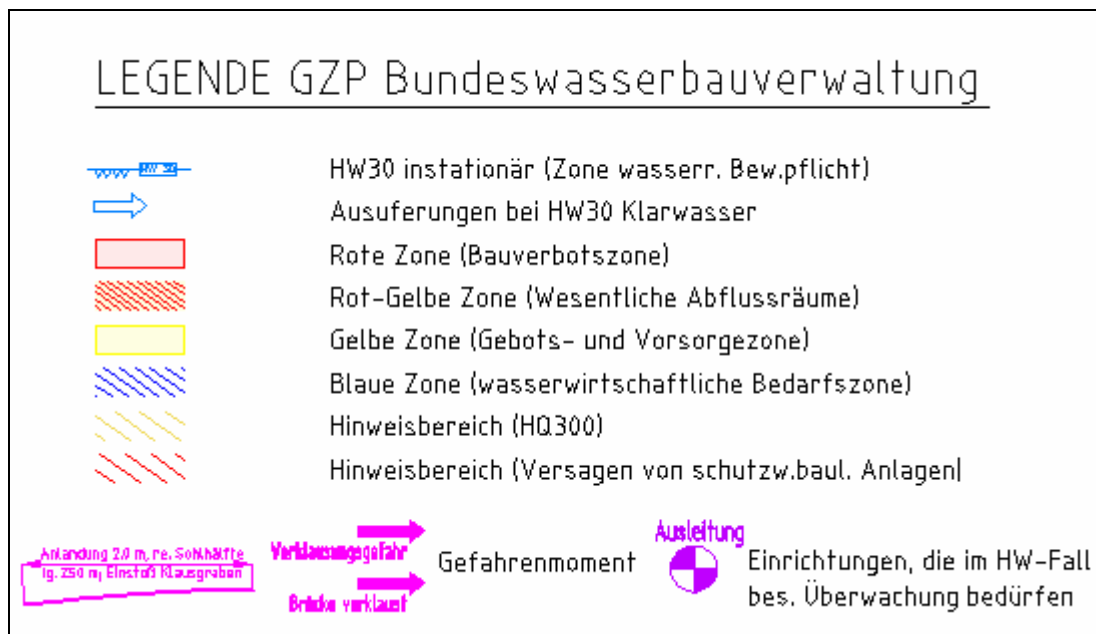 LEGENDE GZP Bundeswasserbauverwaltung
HW 30
HW30 instationär (Zone wasserr. Bew.pflicht)
Ausuferungen bei HW30 Klarwasser
Rote Zone (Bauverbotszone)
Rot-Gelbe Zone (Wesentliche Abflussräume)
Gelbe Zone (Gebots- und Vorsorgezone)
Blaue Zone (wasserwirtschaftliche Bedarfszone)
Hinweisbereich (HQ300)
Hinweisbereich (Versagen von schutzw.baul. Anlagen
Anlandung 2.0 m, re. Sohlhälfte
lg. 250 m; Einstoß Klausgraben
Verklausungsgefahr
Brücke verklaust
Gefahrenmoment
Ausleitung
Einrichtungen, die im HW-Fall
bes. Überwachung bedürfen